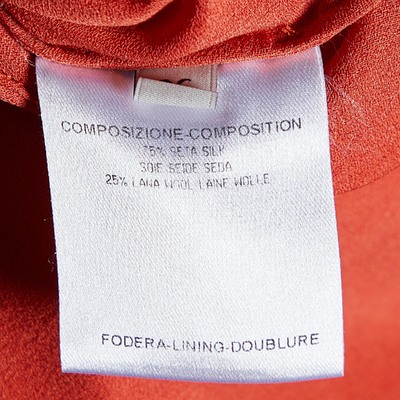 COMPOSIZIONE-COMPOSITION
75% SETA SILK
SOIE SEIDE SEDA
25% LANA WOOL LAINE WOLLE
FODERA-LINING-DOUBLURE